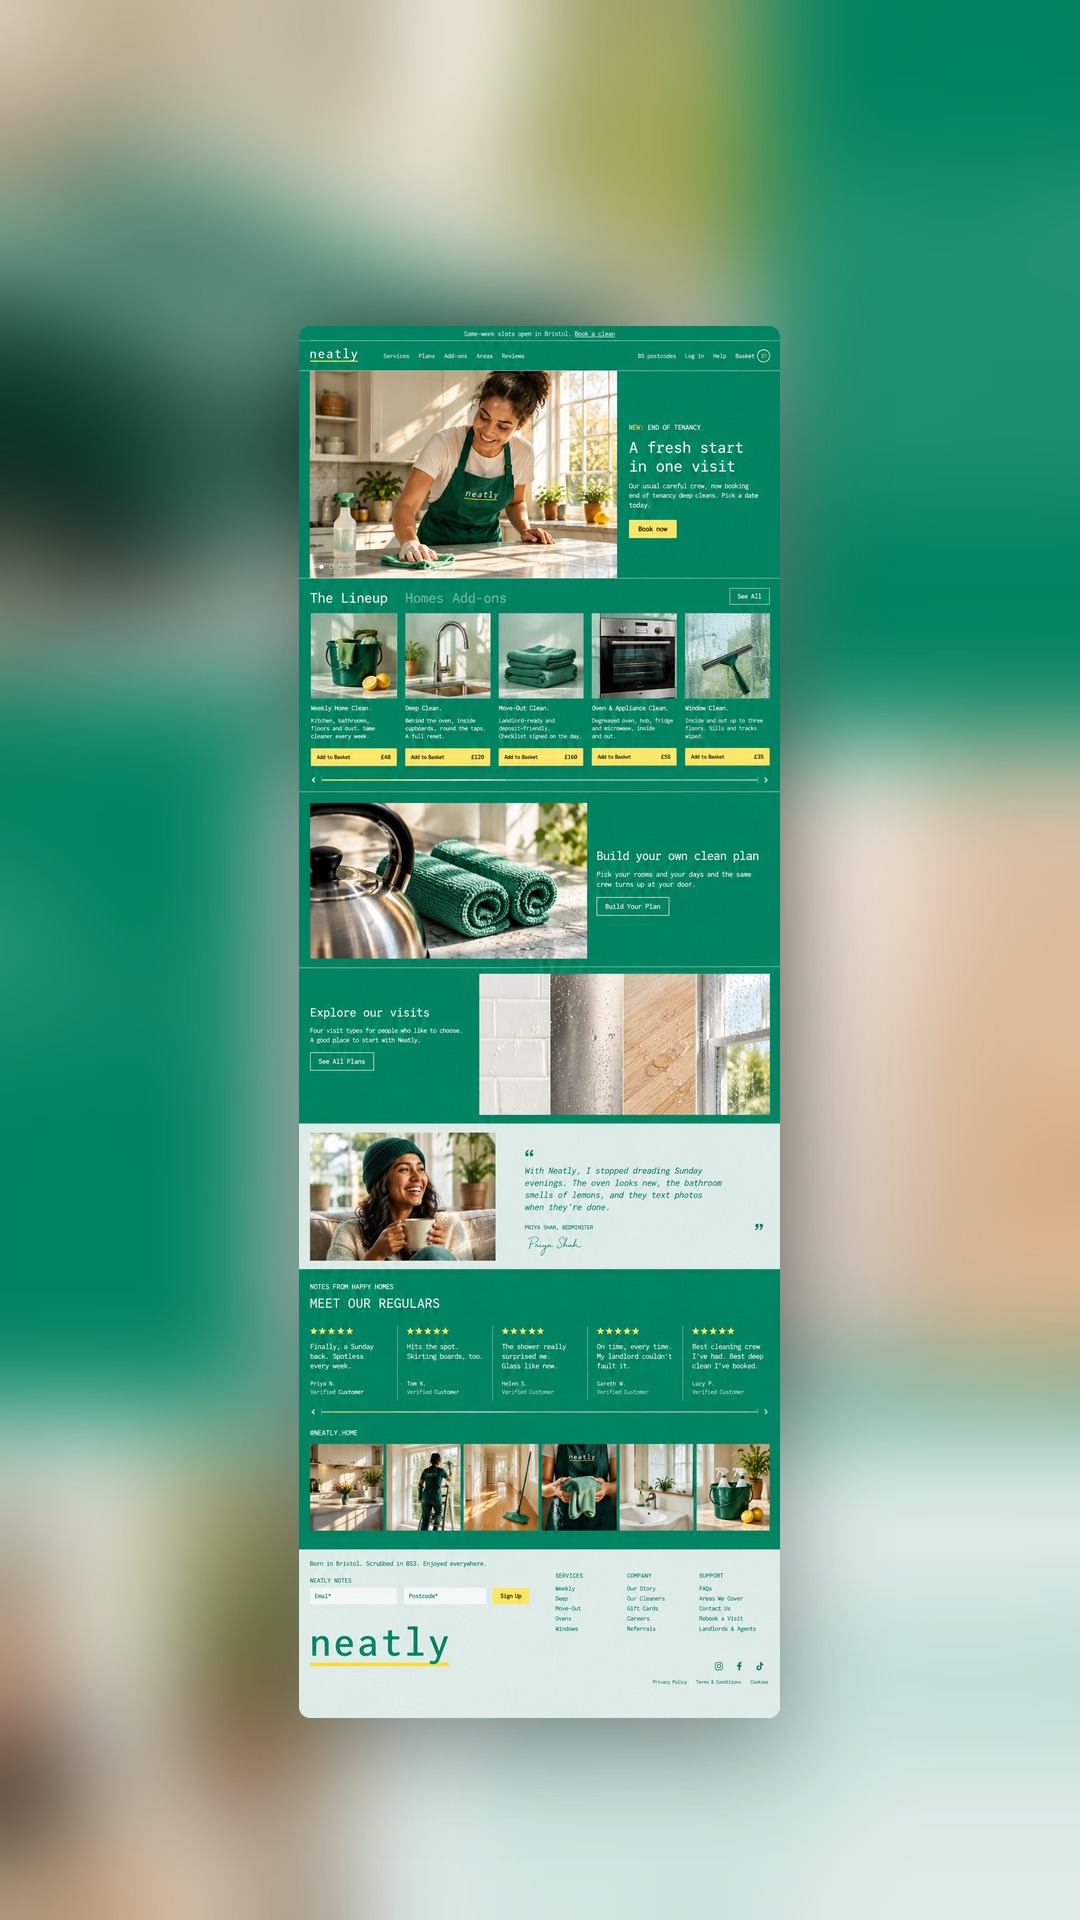 Same-week slots open in Bristol. Book a clean
neatly
Services Plans Add-ons Areas Reviews
BS postcodes Log in Help Basket
neatly
NEW: END OF TENANCY
A fresh start
in one visit
Our usual careful crew, now booking
end of tenancy deep cleans. Pick a date
today.
Book now
The Lineup Homes Add-ons
See All
Weekly Home Clean.
Kitchen, bathrooms,
floors and dust. Same
cleaner every week.
Add to Basket £48
Deep Clean.
Behind the oven, inside
cupboards, round the taps.
A full reset.
Add to Basket £120
Move-Out Clean.
Landlord-ready and
deposit-friendly.
Checklist signed on the day.
Add to Basket £160
Oven & Appliance Clean.
Degreased oven, hob, fridge
and microwave, inside
and out.
Add to Basket £55
Window Clean.
Inside and out up to three
floors. Sills and tracks
wiped.
Add to Basket £35
Build your own clean plan
Pick your rooms and your days and the same
crew turns up at your door.
Build Your Plan
Explore our visits
Four visit types for people who like to choose.
A good place to start with Neatly.
See All Plans
“
With Neatly, I stopped dreading Sunday
evenings. The oven looks new, the bathroom
smells of lemons, and they text photos
when they're done.
PRIYA SHAH, BEDMINSTER
”
Priya Shah
NOTES FROM HAPPY HOMES
MEET OUR REGULARS
Finally, a Sunday
back. Spotless
every week.
Priya N.
Verified Customer
Hits the spot.
Skirting boards, too.
Tom K.
Verified Customer
The shower really
surprised me.
Glass like new.
Helen S.
Verified Customer
On time, every time.
My landlord couldn't
fault it.
Gareth W.
Verified Customer
Best cleaning crew
I've had. Best deep
clean I've booked.
Lucy P.
Verified Customer
@NEATLY.HOME
neatly
Born in Bristol. Scrubbed in BS3. Enjoyed everywhere.
NEATLY NOTES
Email*
Postcode*
Sign Up
neatly
SERVICES
Weekly
Deep
Move-Out
Ovens
Windows
COMPANY
Our Story
Our Cleaners
Gift Cards
Careers
Referrals
SUPPORT
FAQs
Areas We Cover
Contact Us
Rebook a Visit
Landlords & Agents
Privacy Policy Terms & Conditions Cookies